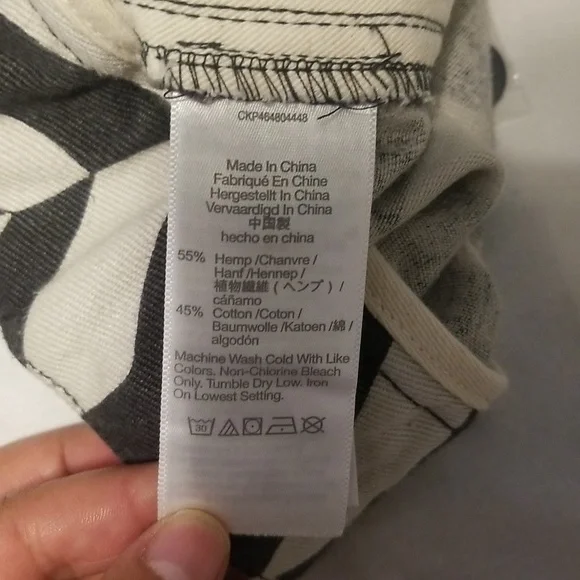 CKP464804448
Made In China
Fabriqué En Chine
Hergestellt In China
Vervaardigd In China
中国製
hecho en china
55% Hemp /Chanvre /
Hanf /Hennep /
植物繊維 ( ヘンプ ) /
cáñamo
45% Cotton /Coton /
Baumwolle /Katoen /綿 /
algodón
Machine Wash Cold With Like
Colors. Non-Chlorine Bleach
Only. Tumble Dry Low. Iron
On Lowest Setting.
30